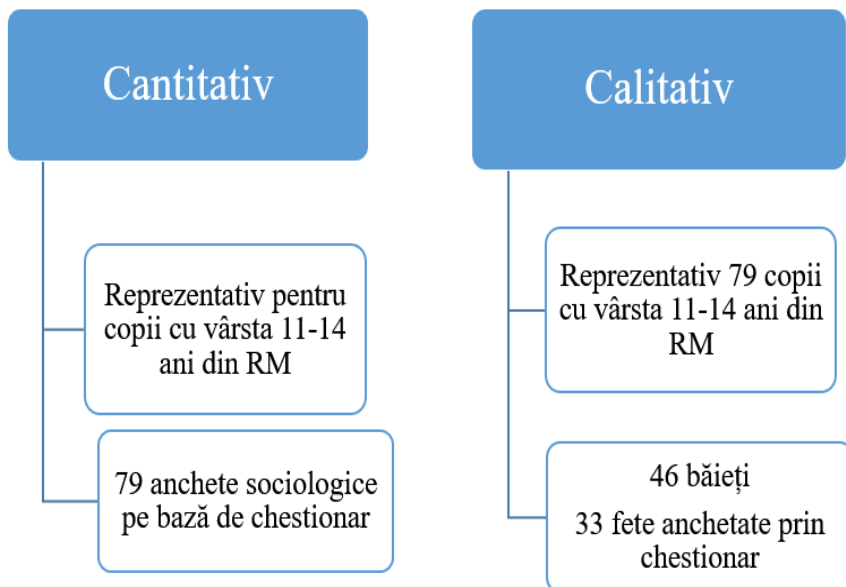 Cantitativ
Reprezentativ pentru
copii cu vârsta 11-14
ani din RM
79 anchete sociologice
pe bază de chestionar
Calitativ
Reprezentativ 79 copii
cu vârsta 11-14 ani din
RM
46 băieți
33 fete anchetate prin
chestionar